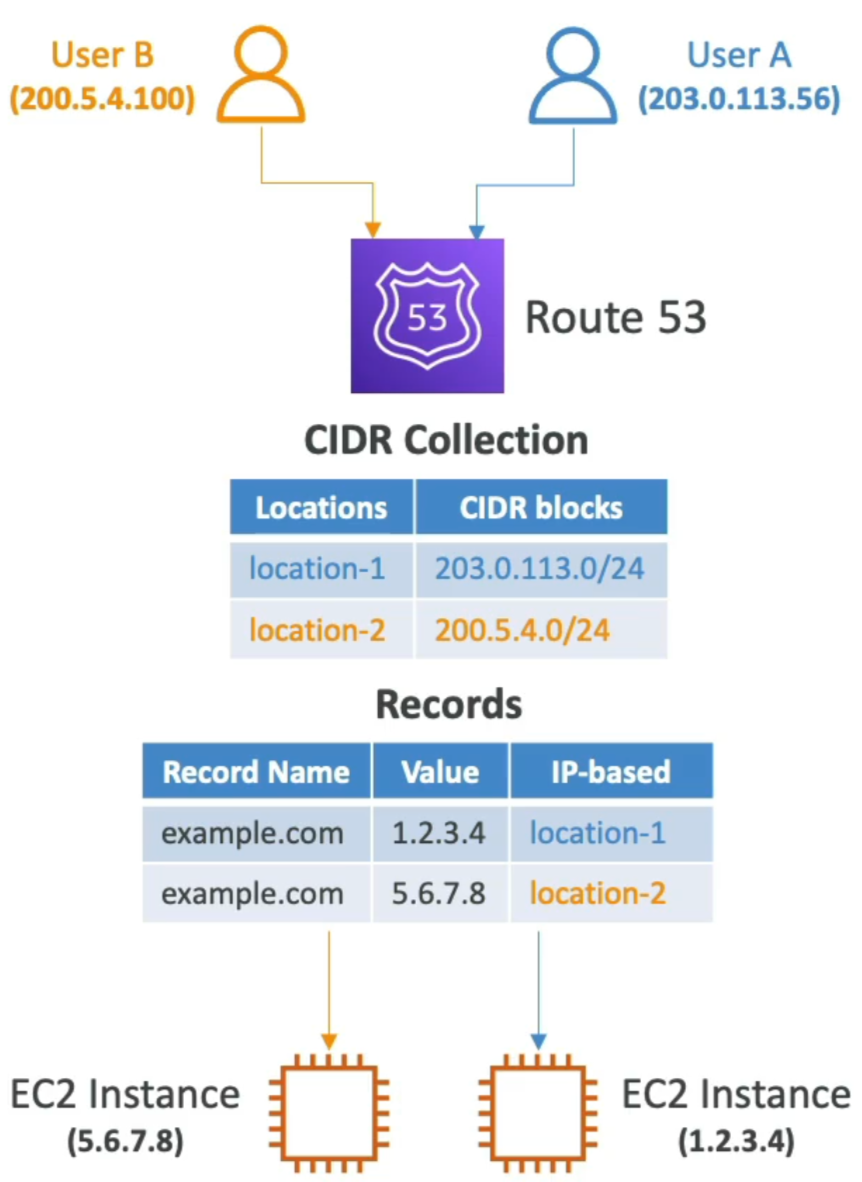 User B
(200.5.4.100)
User A
(203.0.113.56)
53
Route 53
CIDR Collection
Locations CIDR blocks
location-1 203.0.113.0/24
location-2 200.5.4.0/24
Records
Record Name Value IP-based
example.com 1.2.3.4 location-1
example.com 5.6.7.8 location-2
EC2 Instance
(5.6.7.8)
EC2 Instance
(1.2.3.4)